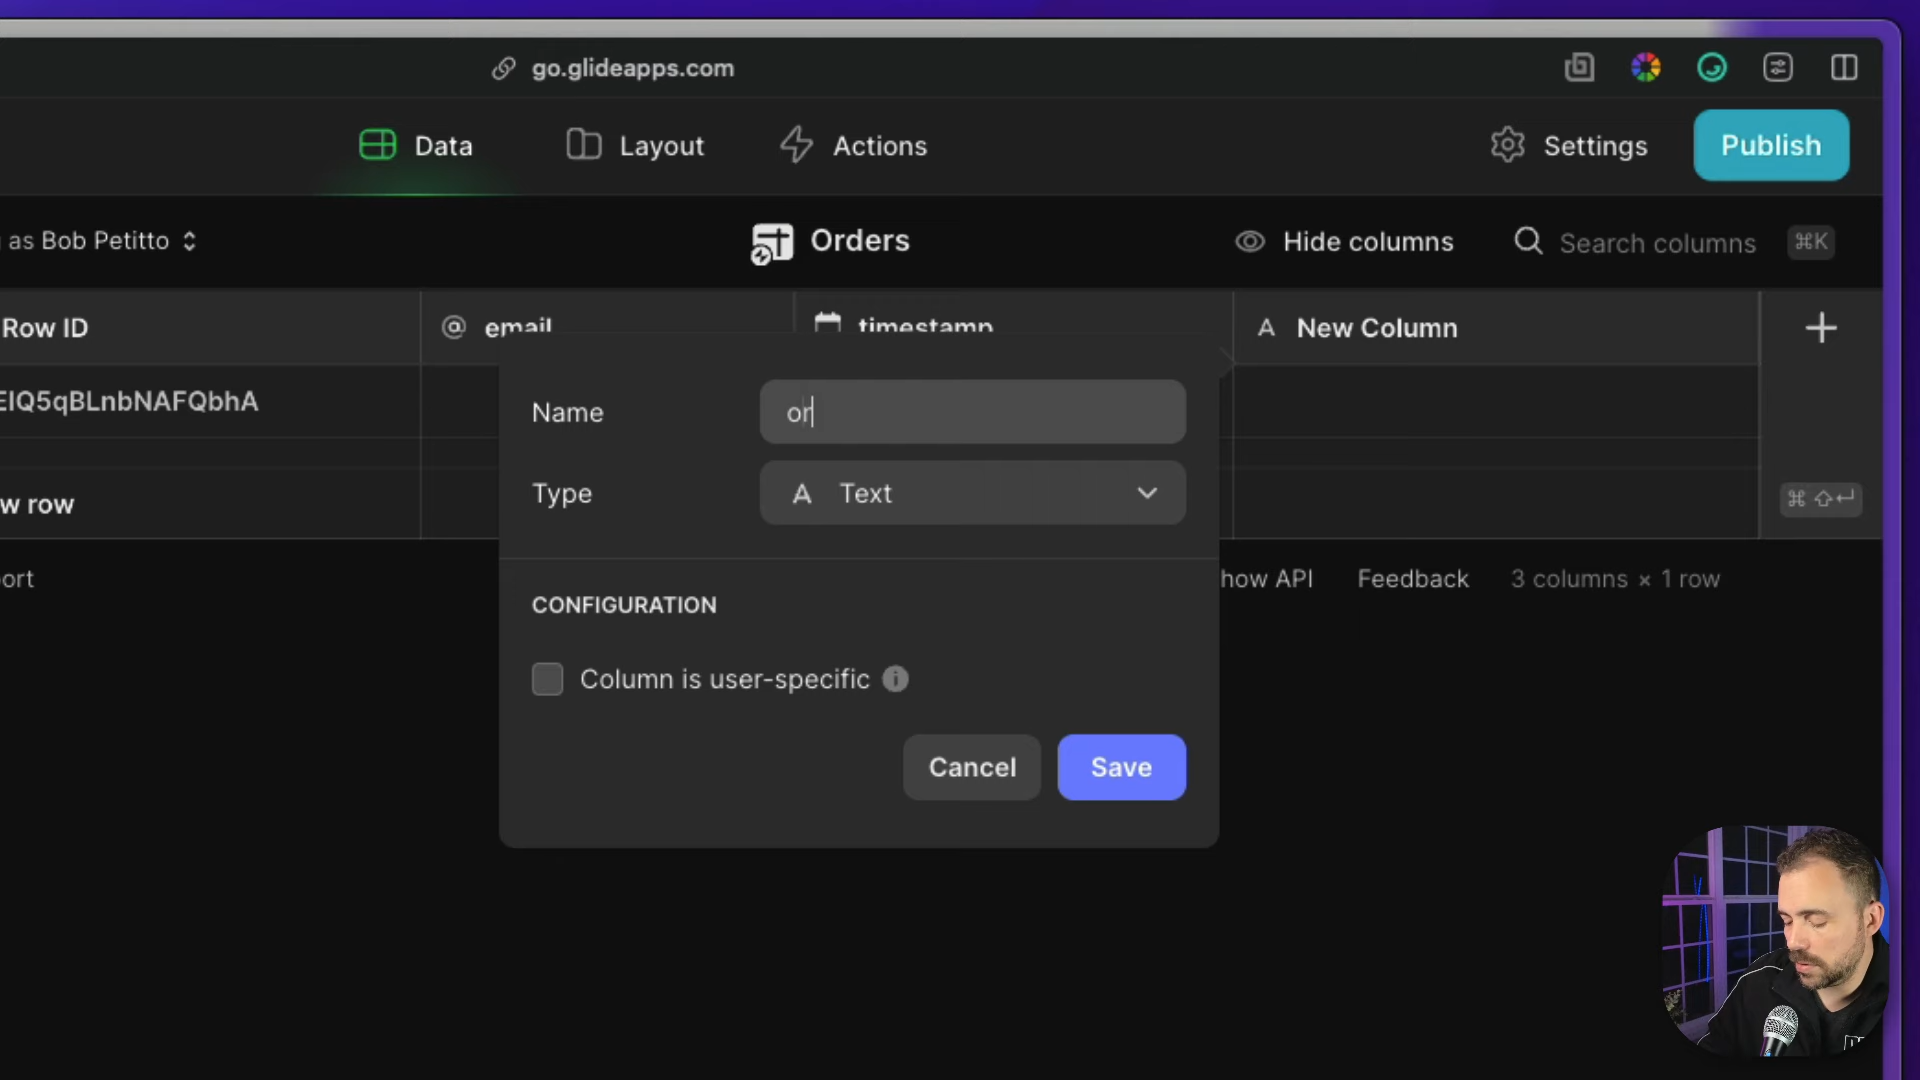 go.glideapps.com
Data
Layout
Actions
Settings
Publish
as Bob Petitto
Orders
Hide columns
Search columns
⌘K
Row ID
email
timestamp
New Column
EIQ5qBLnbNAFQbhA
Name
or
Type
A Text
w row
⌘ ⇧ ↵
ort
how API
Feedback
3 columns × 1 row
CONFIGURATION
Column is user-specific
Cancel
Save